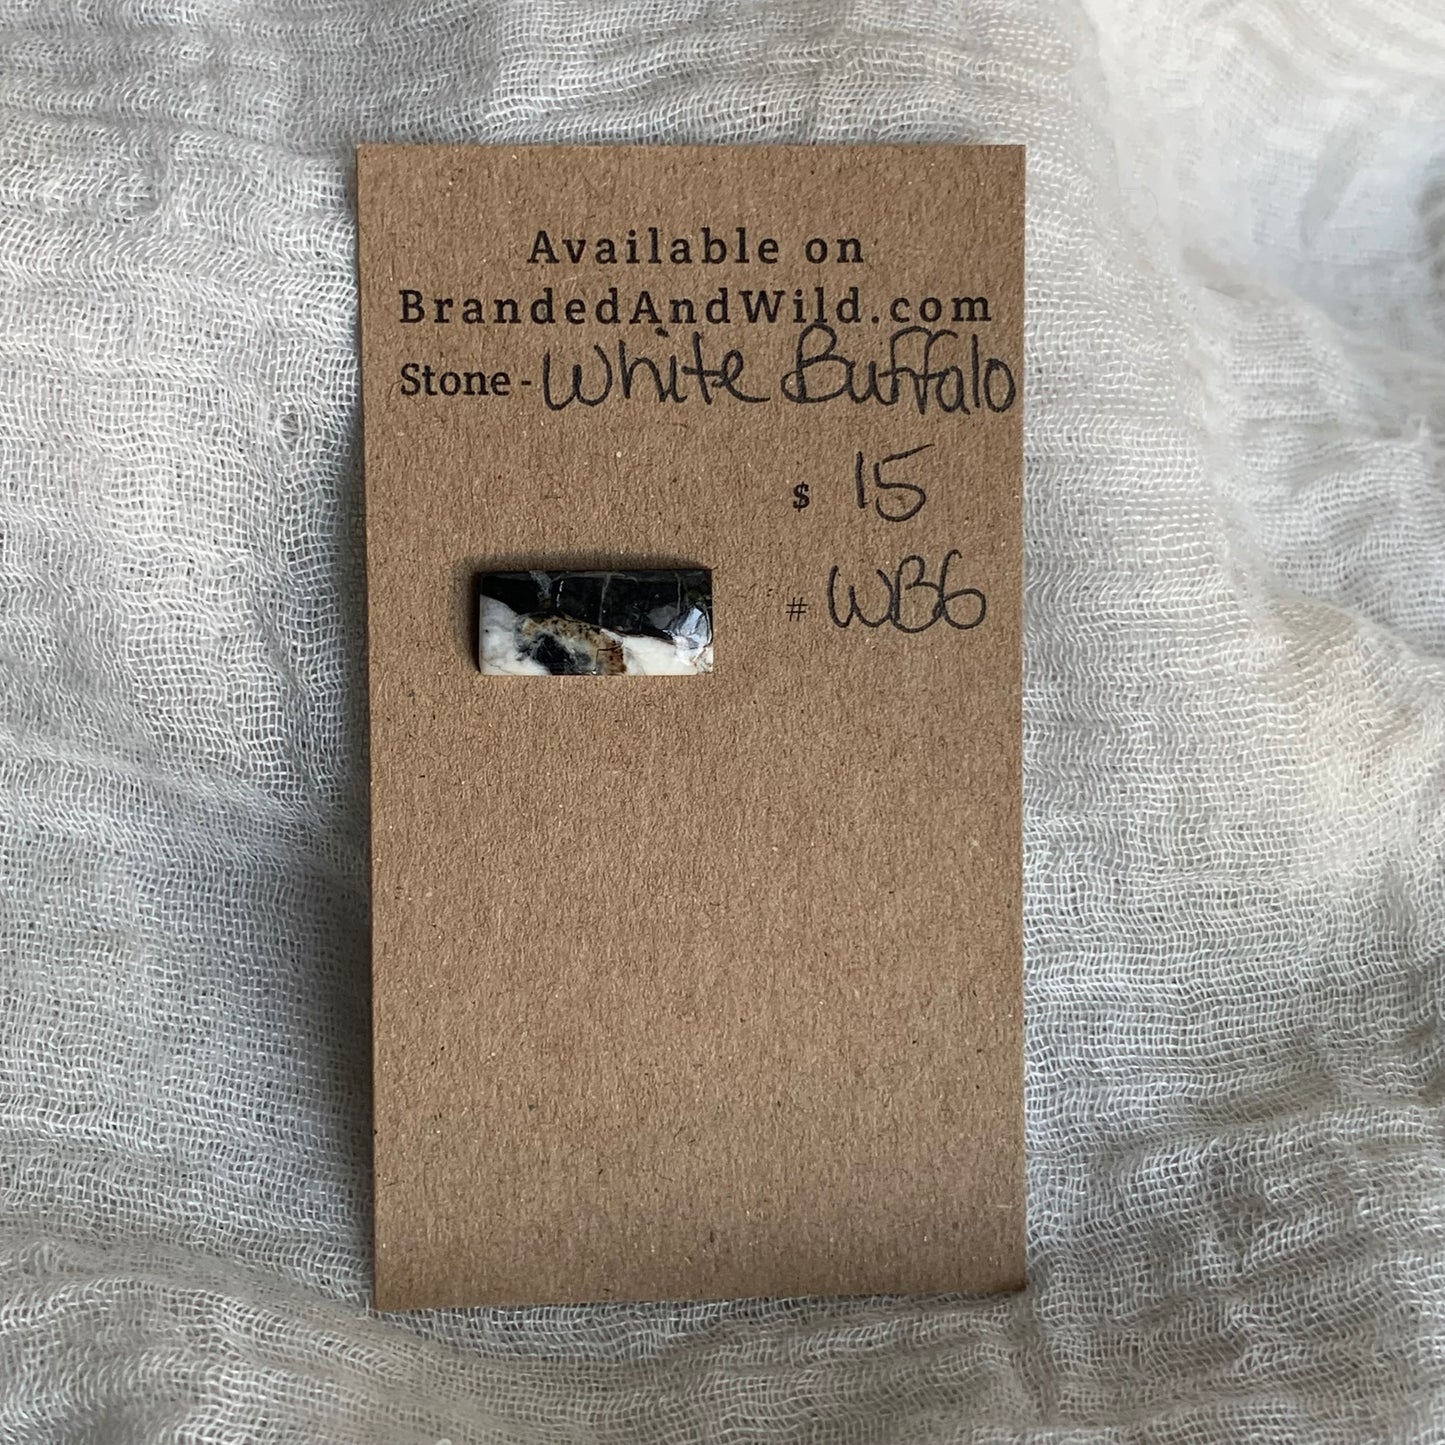 Available on
BrandedAndWild.com
Stone - White Buffalo
$ 15
# WB6